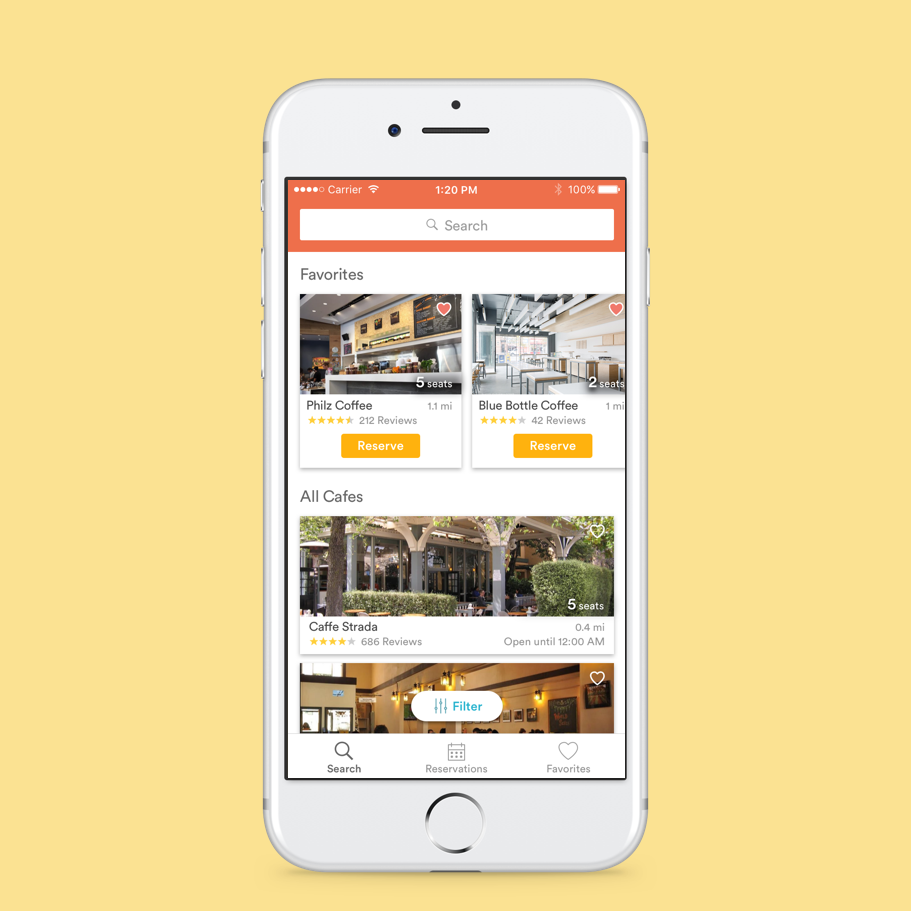 Carrier 1:20 PM 100%
Search
Favorites
5 seats
2 seats
Philz Coffee 1.1 mi
212 Reviews
Reserve
Blue Bottle Coffee 1 mi
42 Reviews
Reserve
All Cafes
5 seats
Caffe Strada 0.4 mi
686 Reviews Open until 12:00 AM
Filter
Search
Reservations
Favorites